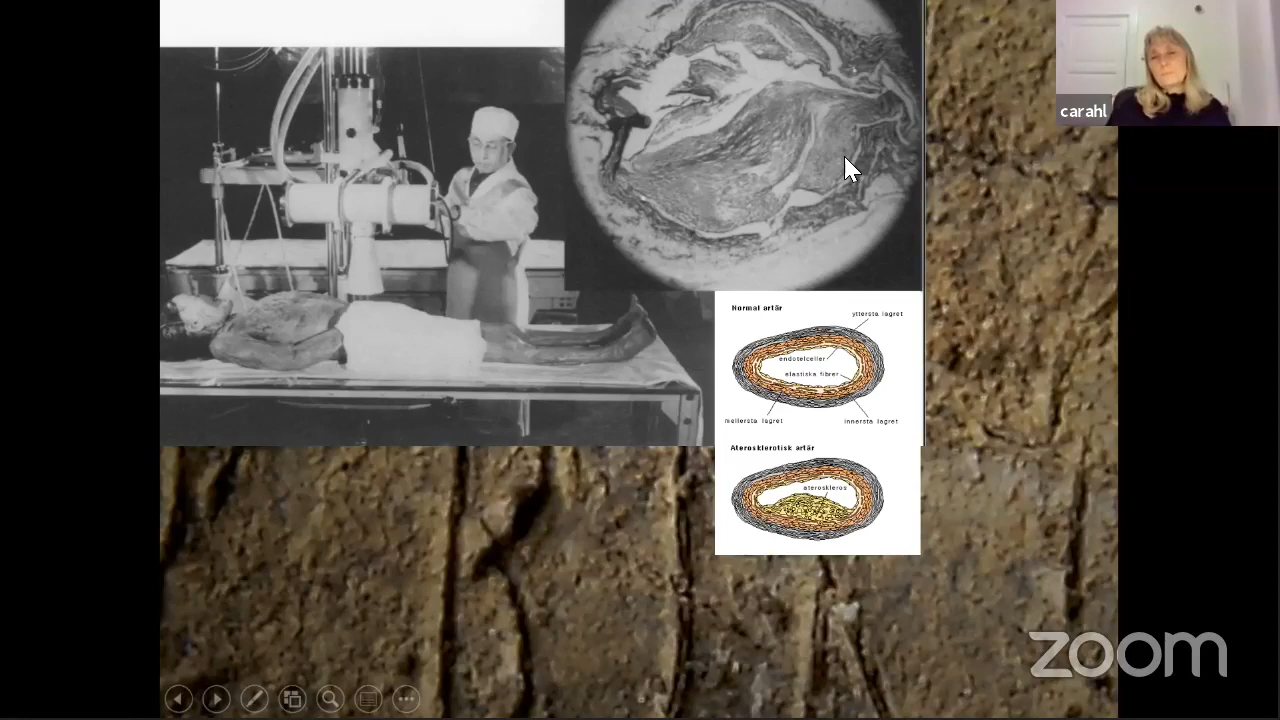 carahl
Normal artär
yttersta lagret
endotelceller
elastiska fibrer
mellersta lagret
innersta lagret
Aterosklerotisk artär
ateroskleros
zoom